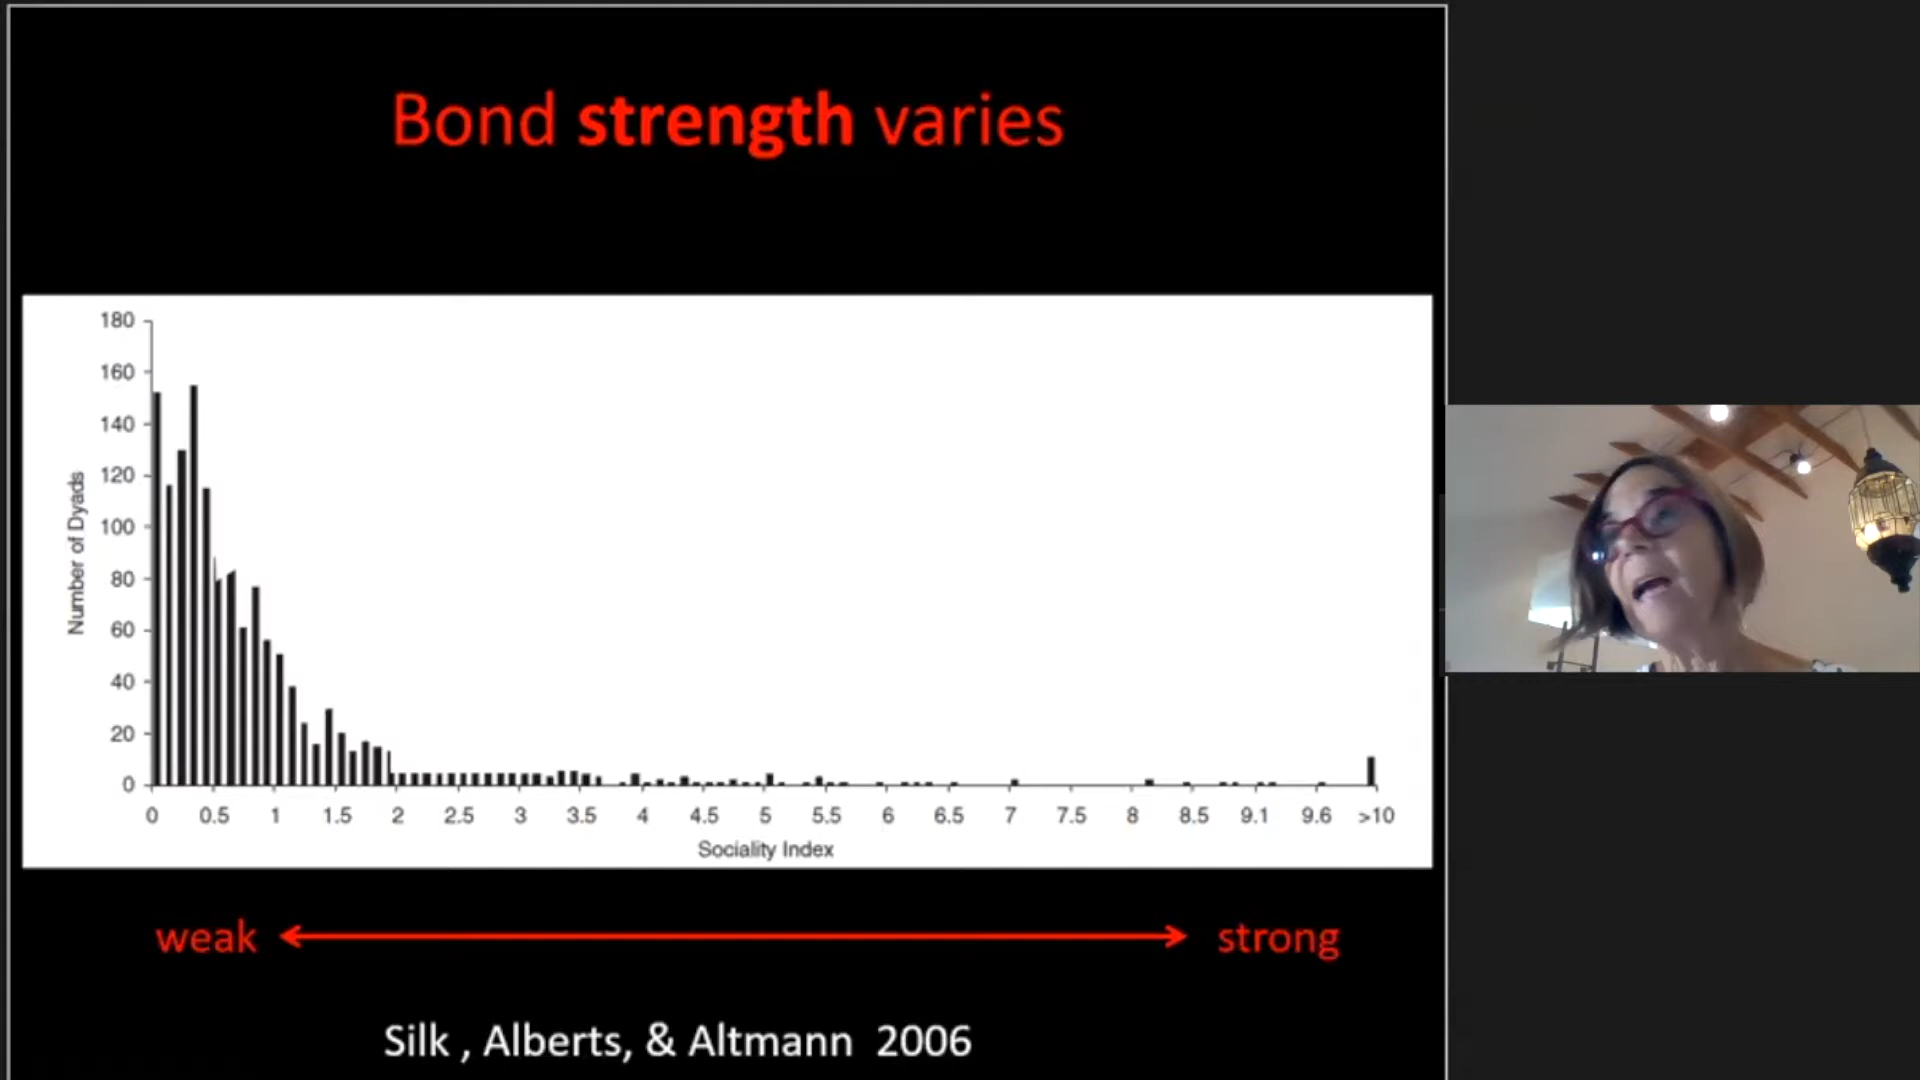 Bond strength varies
180
160
140
120
100
80
60
40
20
0
Number of Dyads
0 0.5 1 1.5 2 2.5 3 3.5 4 4.5 5 5.5 6 6.5 7 7.5 8 8.5 9.1 9.6 >10
Sociality Index
weak strong
Silk , Alberts, & Altmann 2006